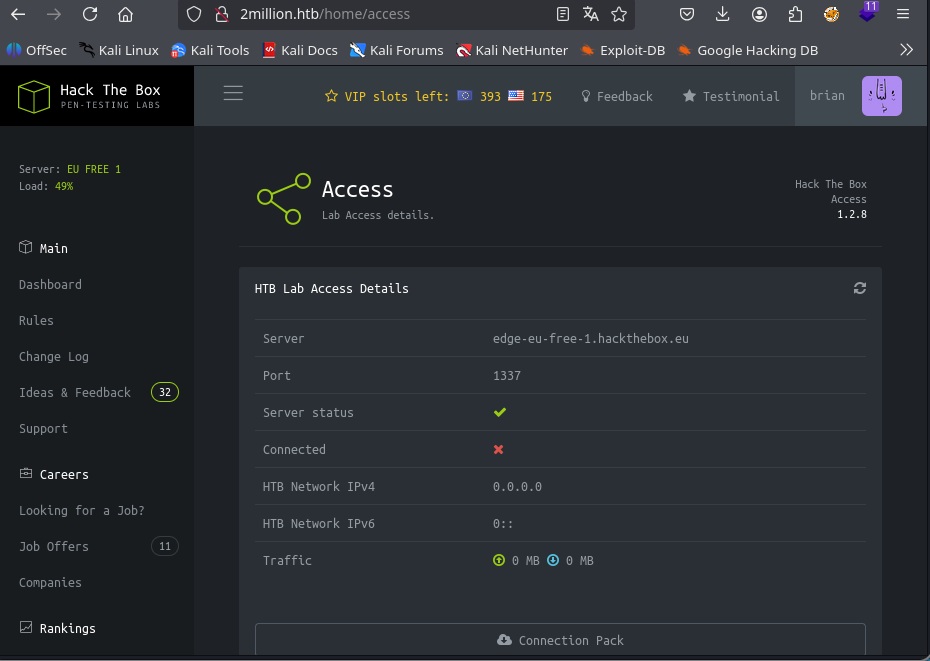 11
2million.htb/home/access
OffSec Kali Linux Kali Tools Kali Docs Kali Forums Kali NetHunter Exploit-DB Google Hacking DB
Hack The Box
PEN-TESTING LABS
VIP slots left: 393 175 Feedback Testimonial brian
Server: EU FREE 1
Load: 49%
Main
Dashboard
Rules
Change Log
Ideas & Feedback 32
Support
Careers
Looking for a Job?
Job Offers 11
Companies
Rankings
Access
Lab Access details.
Hack The Box
Access
1.2.8
HTB Lab Access Details
Server edge-eu-free-1.hackthebox.eu
Port 1337
Server status
Connected
HTB Network IPv4 0.0.0.0
HTB Network IPv6 0::
Traffic 0 MB 0 MB
Connection Pack